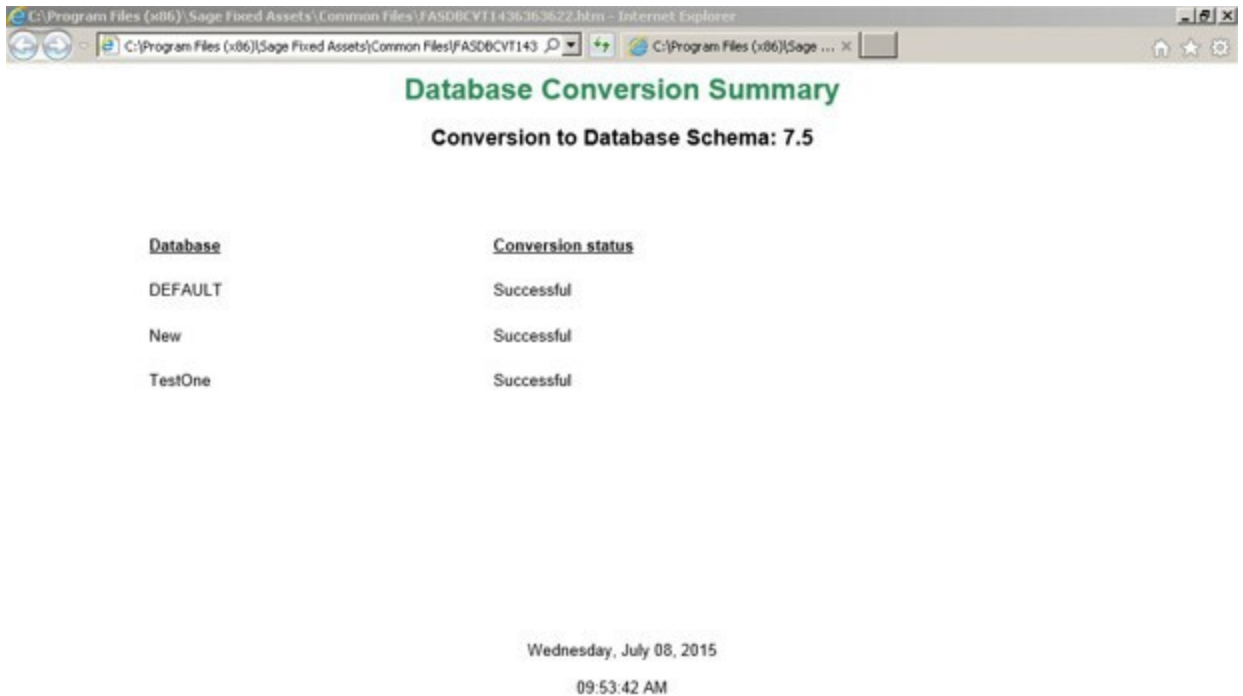 C:\Program Files (x86)\Sage Fixed Assets\Common Files\FASDBCVT1436363622.htm - Internet Explorer
C:\Program Files (x86)\Sage Fixed Assets\Common Files\FASDBCVT143 C:\Program Files (x86)\Sage ...
Database Conversion Summary
Conversion to Database Schema: 7.5
Database Conversion status
DEFAULT Successful
New Successful
TestOne Successful
Wednesday, July 08, 2015
09:53:42 AM